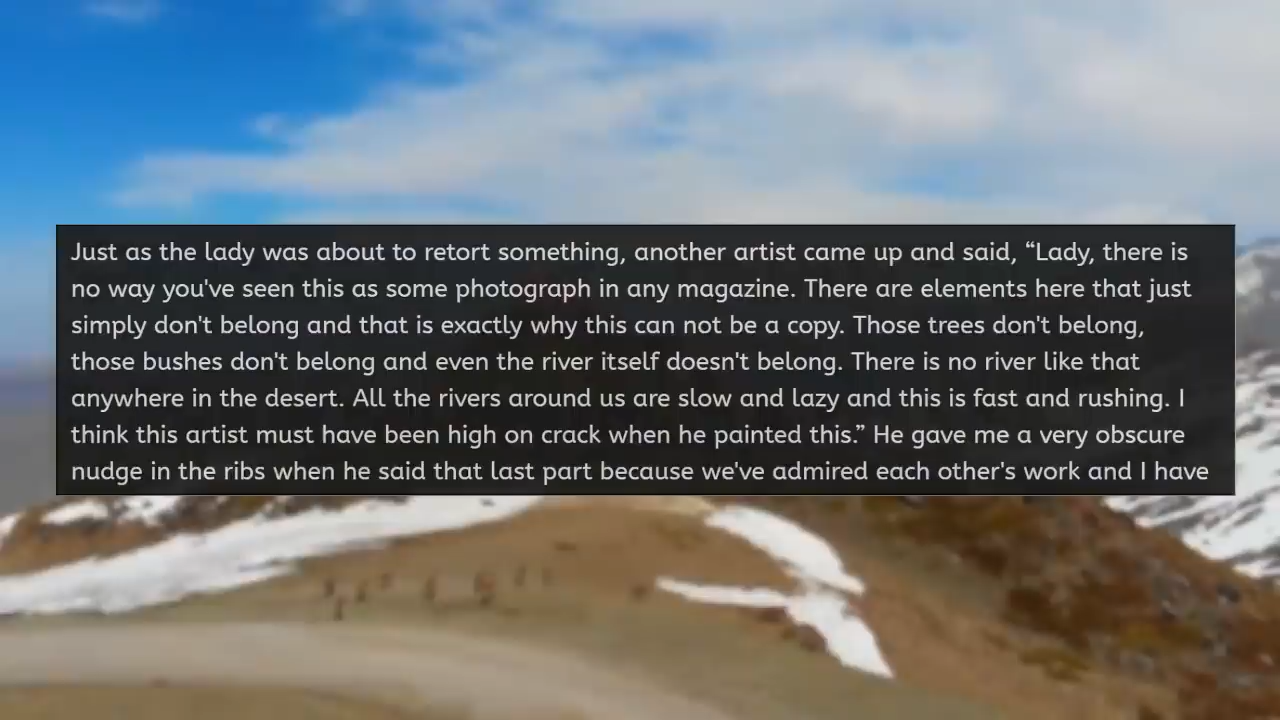 Just as the lady was about to retort something, another artist came up and said, “Lady, there is
no way you've seen this as some photograph in any magazine. There are elements here that just
simply don't belong and that is exactly why this can not be a copy. Those trees don't belong,
those bushes don't belong and even the river itself doesn't belong. There is no river like that
anywhere in the desert. All the rivers around us are slow and lazy and this is fast and rushing. I
think this artist must have been high on crack when he painted this.” He gave me a very obscure
nudge in the ribs when he said that last part because we've admired each other's work and I have